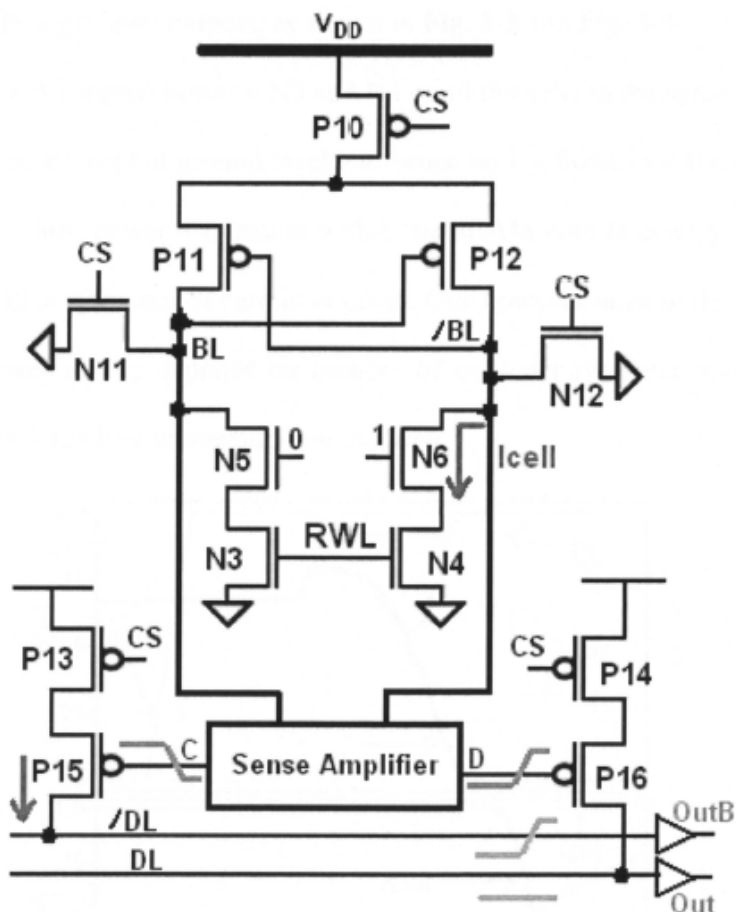 VDD
P10
CS
P11
P12
CS
CS
BL
/BL
N11
N12
N5
0
1
N6
Icell
N3
RWL
N4
P13
CS
CS
P14
C
D
P15
Sense Amplifier
P16
/DL
OutB
DL
Out